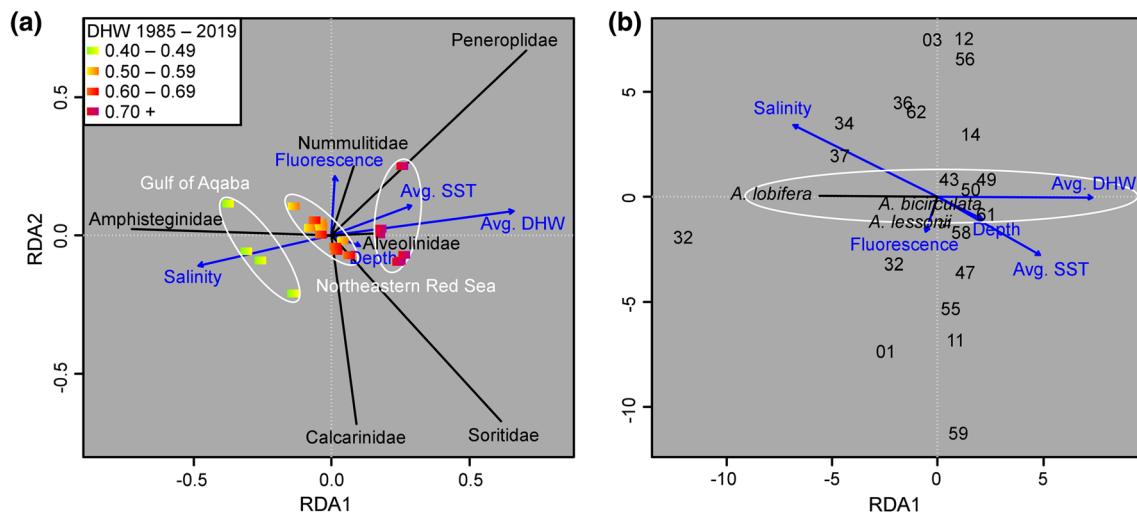 (a)
DHW 1985 – 2019
0.40 – 0.49
0.50 – 0.59
0.60 – 0.69
0.70 +
Peneroplidae
Nummulitidae
Fluorescence
Gulf of Aqaba
Avg. SST
Amphisteginidae
Avg. DHW
Alveolinidae
Depth
Salinity
Northeastern Red Sea
Calcarinidae
Soritidae
RDA2
0.5
0.0
-0.5
-0.5
0.0
0.5
RDA1
(b)
03
12
56
Salinity
36
62
34
14
37
43
49
50
Avg. DHW
A. lobifera
A. bicirculata
61
A. lessonii
Depth
58
32
Fluorescence
32
47
Avg. SST
55
11
01
59
5
0
-5
-10
-10
-5
0
5
RDA1